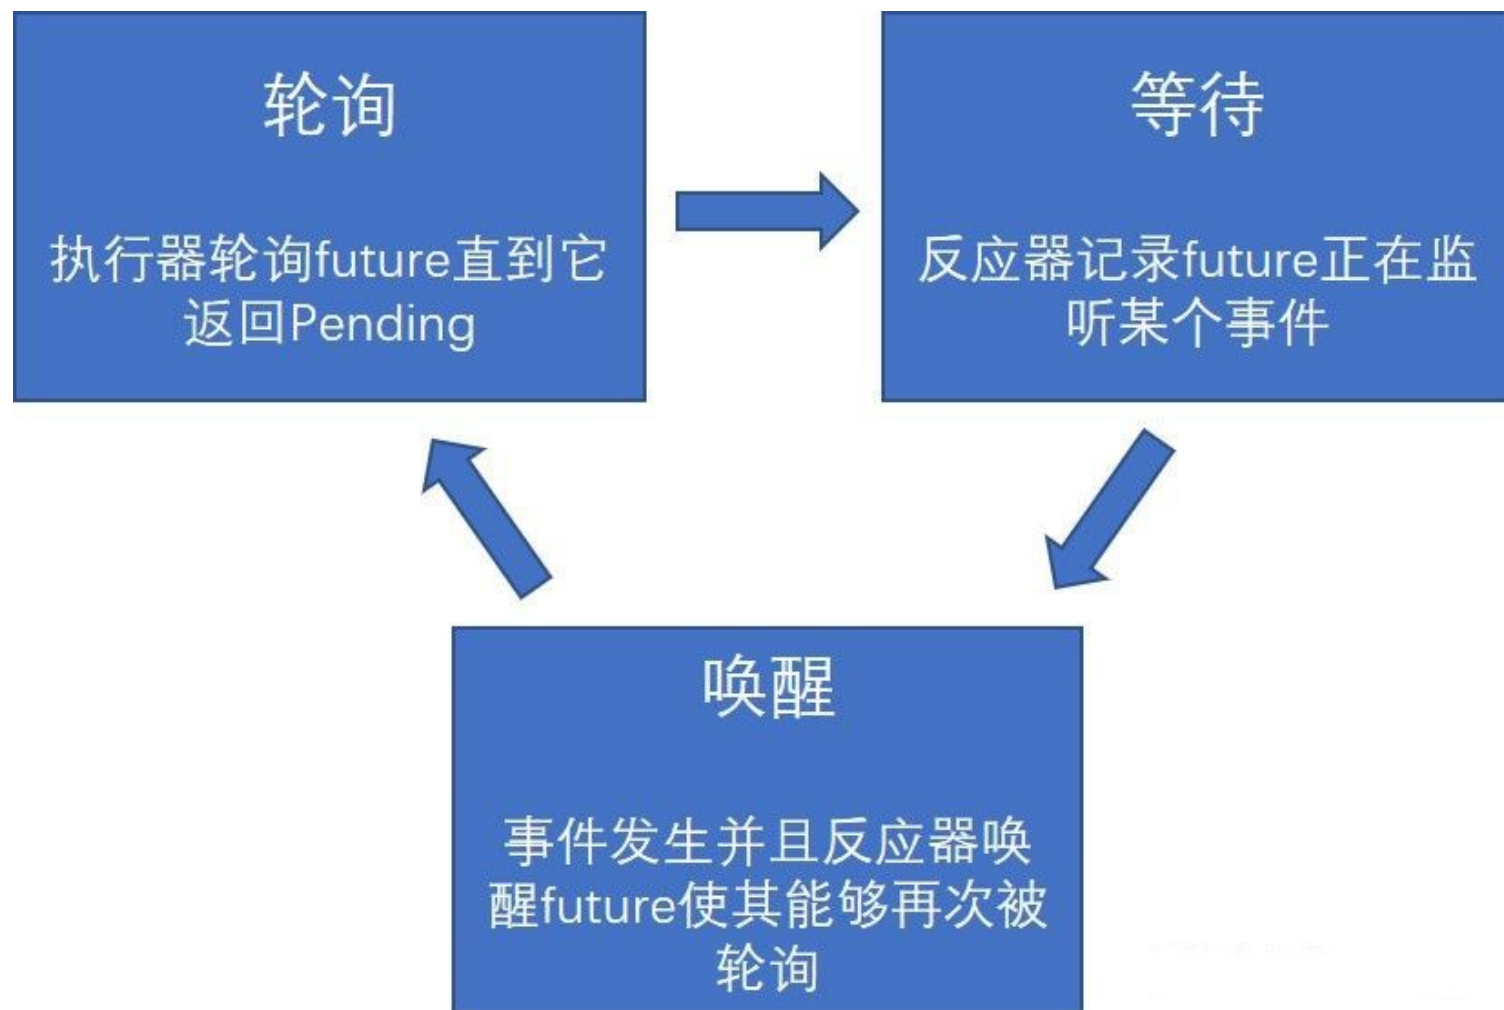 轮询
执行器轮询future直到它
返回Pending
等待
反应器记录future正在监
听某个事件
唤醒
事件发生并且反应器唤
醒future使其能够再次被
轮询